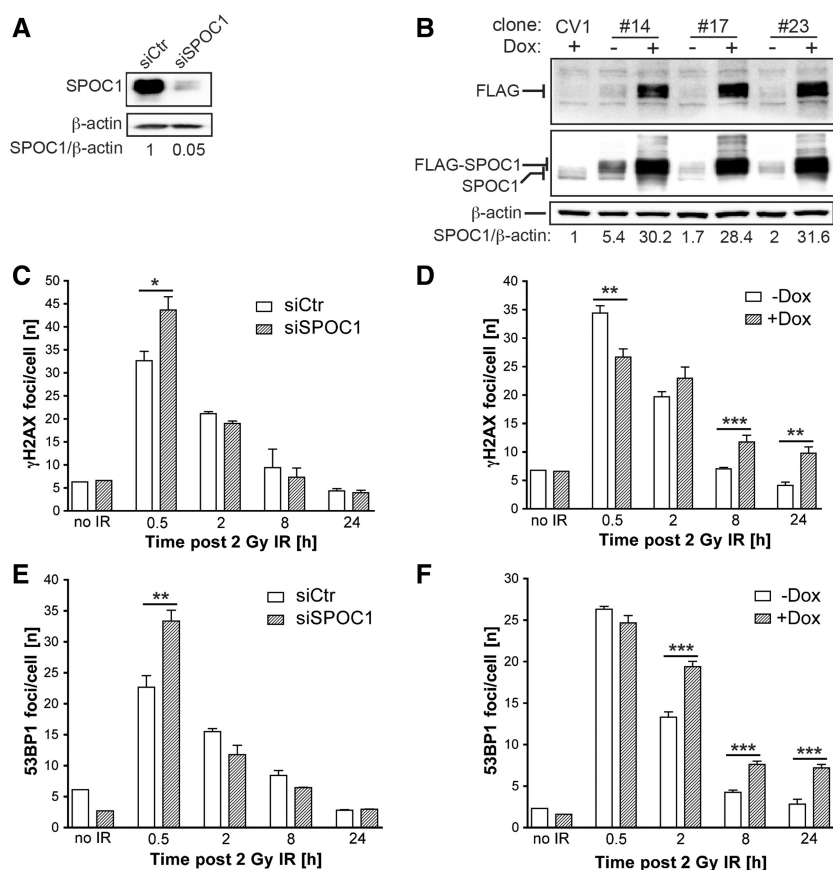 A
siCtr siSPOC1
SPOC1
β-actin
SPOC1/β-actin 1 0.05
B
clone: CV1 #14 #17 #23
Dox: + - + - + - +
FLAG
FLAG-SPOC1
SPOC1
β-actin
SPOC1/β-actin: 1 5.4 30.2 1.7 28.4 2 31.6
C
γH2AX foci/cell [n]
50
45
40
35
30
25
20
15
10
5
0
*
siCtr
siSPOC1
no IR 0.5 2 8 24
Time post 2 Gy IR [h]
D
γH2AX foci/cell [n]
40
35
30
25
20
15
10
5
0
**
***
**
-Dox
+Dox
no IR 0.5 2 8 24
Time post 2 Gy IR [h]
E
53BP1 foci/cell [n]
40
35
30
25
20
15
10
5
0
**
siCtr
siSPOC1
no IR 0.5 2 8 24
Time post 2 Gy IR [h]
F
53BP1 foci/cell [n]
30
25
20
15
10
5
0
***
***
***
-Dox
+Dox
no IR 0.5 2 8 24
Time post 2 Gy IR [h]